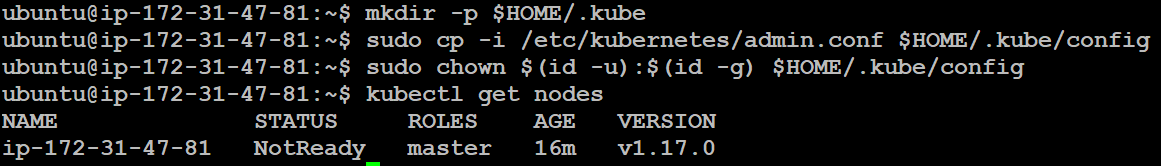 ubuntu@ip-172-31-47-81:~$ mkdir -p $HOME/.kube
ubuntu@ip-172-31-47-81:~$ sudo cp -i /etc/kubernetes/admin.conf $HOME/.kube/config
ubuntu@ip-172-31-47-81:~$ sudo chown $(id -u):$(id -g) $HOME/.kube/config
ubuntu@ip-172-31-47-81:~$ kubectl get nodes
NAME STATUS ROLES AGE VERSION
ip-172-31-47-81 NotReady master 16m v1.17.0